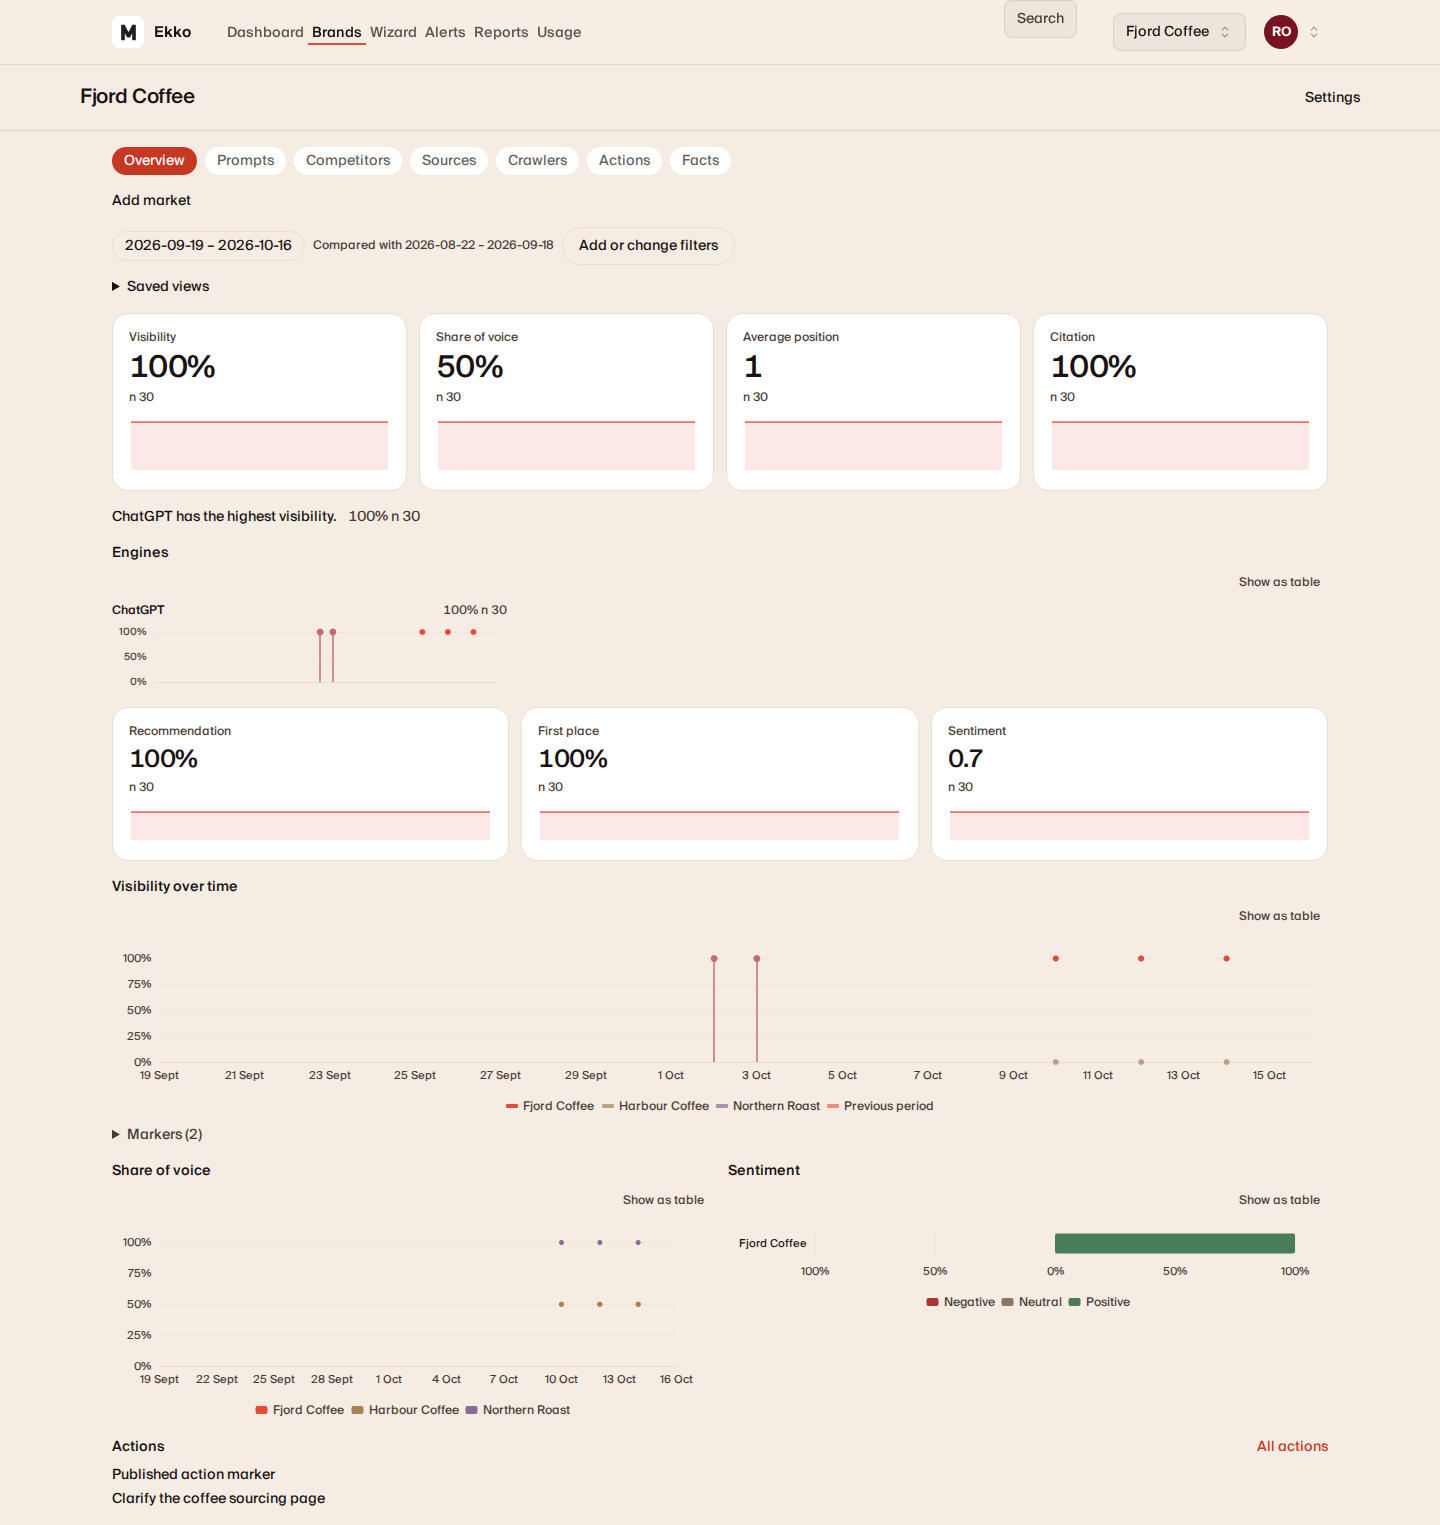 M Ekko Dashboard Brands Wizard Alerts Reports Usage Search Fjord Coffee RO
Fjord Coffee Settings
Overview Prompts Competitors Sources Crawlers Actions Facts
Add market
2026-09-19 – 2026-10-16 Compared with 2026-08-22 – 2026-09-18 Add or change filters
Saved views
Visibility Share of voice Average position Citation
100% 50% 1 100%
n 30 n 30 n 30 n 30
ChatGPT has the highest visibility. 100% n 30
Engines
Show as table
ChatGPT 100% n 30
100%
50%
0%
Recommendation First place Sentiment
100% 100% 0.7
n 30 n 30 n 30
Visibility over time
Show as table
100%
75%
50%
25%
0%
19 Sept 21 Sept 23 Sept 25 Sept 27 Sept 29 Sept 1 Oct 3 Oct 5 Oct 7 Oct 9 Oct 11 Oct 13 Oct 15 Oct
Fjord Coffee Harbour Coffee Northern Roast Previous period
Markers (2)
Share of voice
Show as table
100%
75%
50%
25%
0%
19 Sept 22 Sept 25 Sept 28 Sept 1 Oct 4 Oct 7 Oct 10 Oct 13 Oct 16 Oct
Fjord Coffee Harbour Coffee Northern Roast
Sentiment
Show as table
Fjord Coffee
100% 50% 0% 50% 100%
Negative Neutral Positive
Actions All actions
Published action marker
Clarify the coffee sourcing page